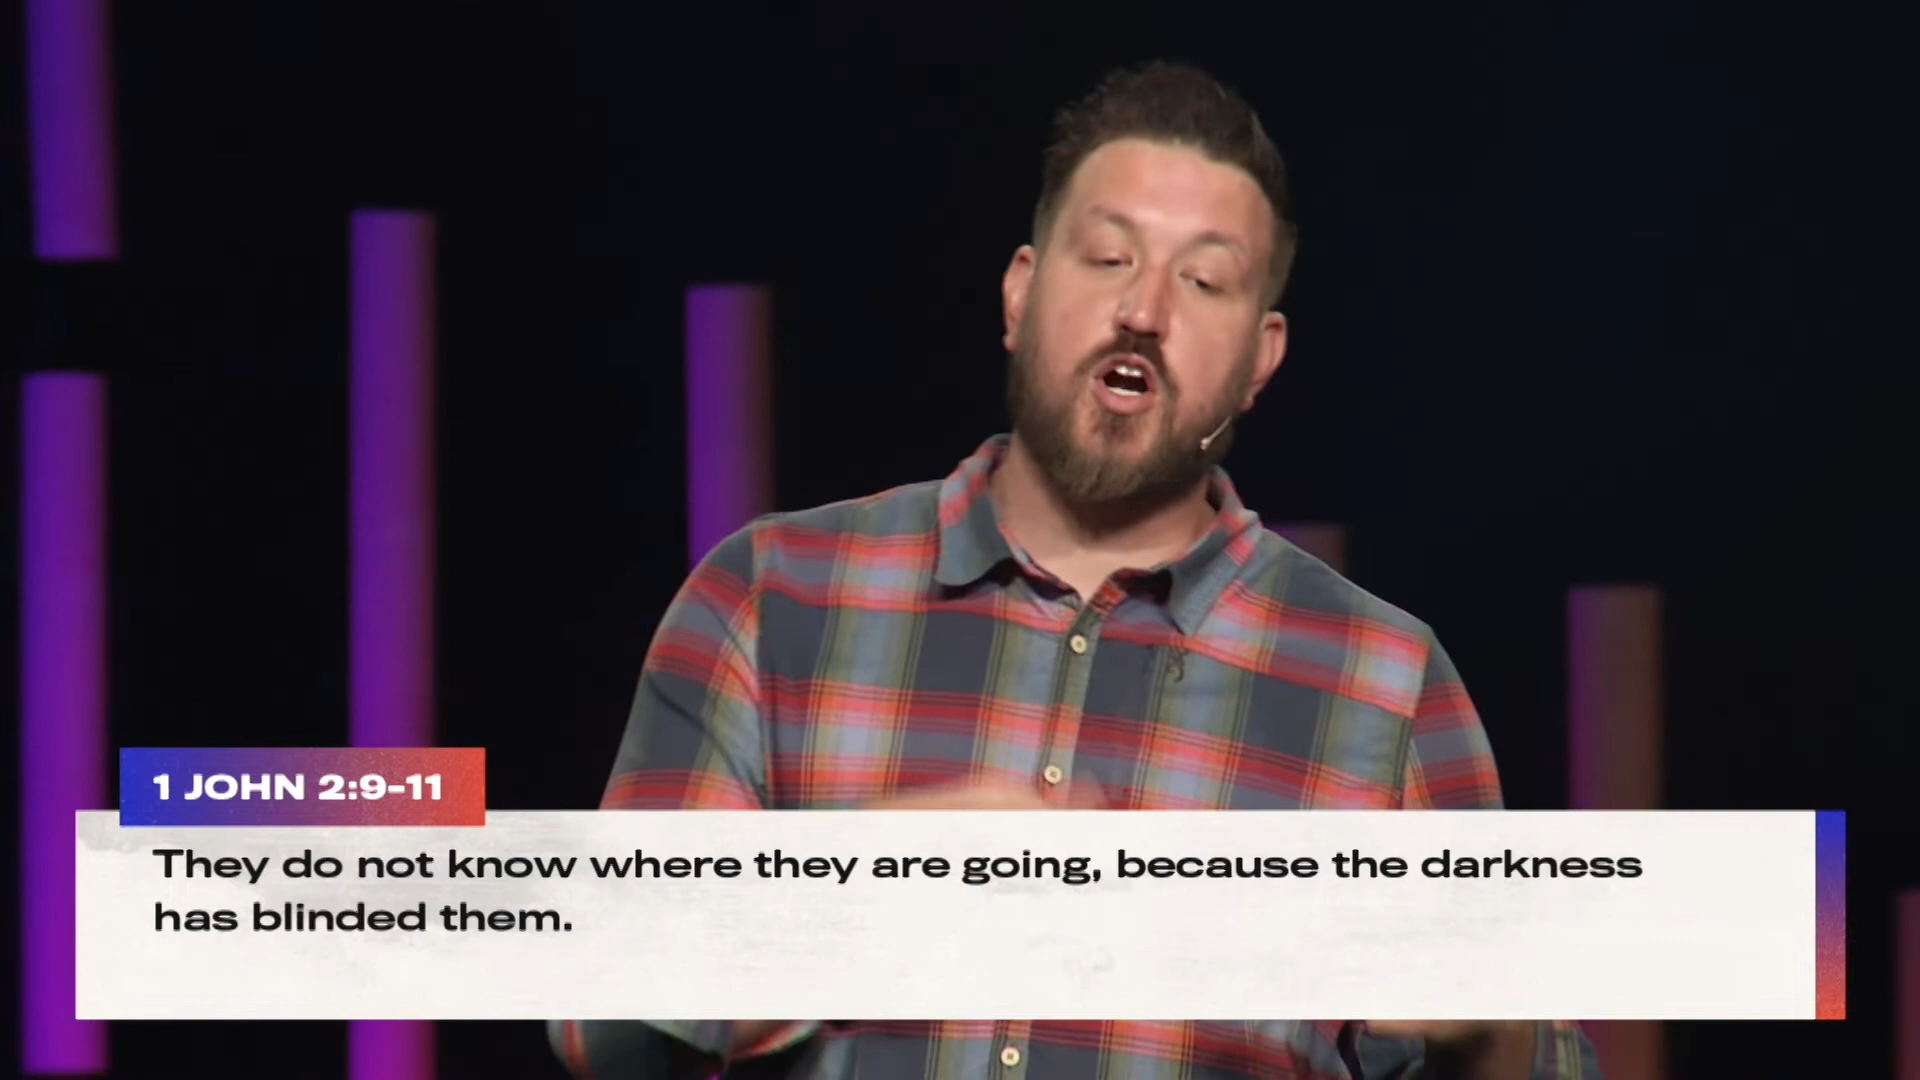 1 JOHN 2:9-11
They do not know where they are going, because the darkness
has blinded them.